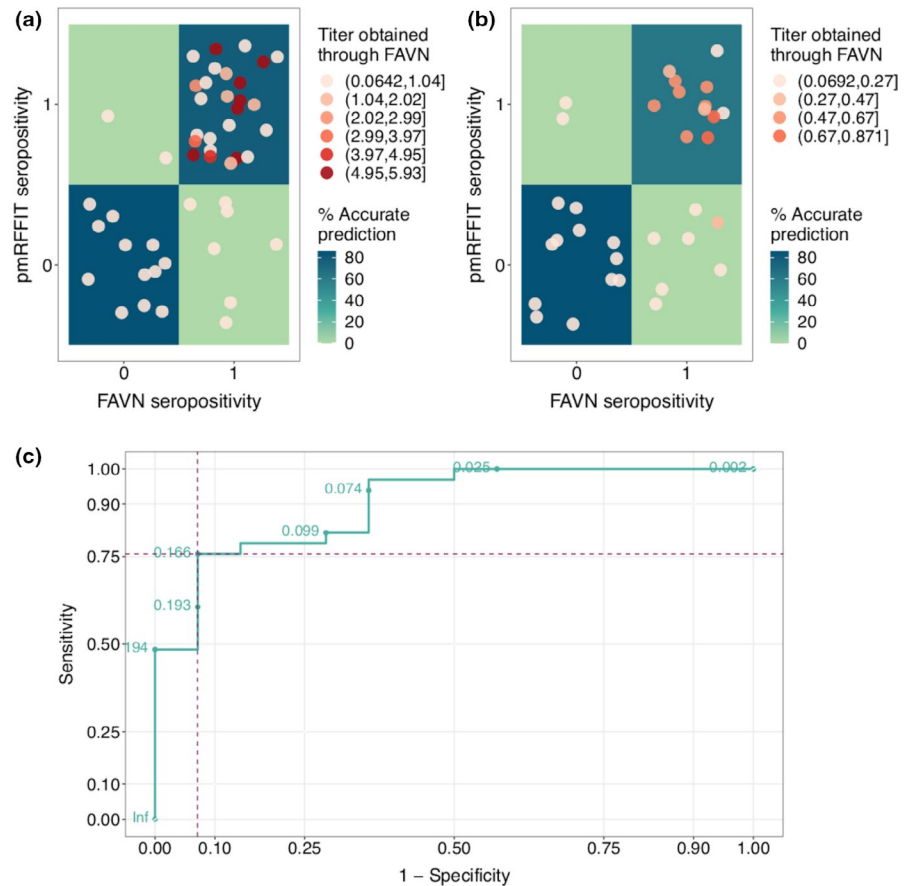 (a)
Titer obtained
through FAVN
(0.0642,1.04]
(1.04,2.02]
(2.02,2.99]
(2.99,3.97]
(3.97,4.95]
(4.95,5.93]
% Accurate
prediction
80
60
40
20
0
pmRFFIT seropositivity
1
0
0 1
FAVN seropositivity
(b)
Titer obtained
through FAVN
(0.0692,0.27]
(0.27,0.47]
(0.47,0.67]
(0.67,0.871]
% Accurate
prediction
80
60
40
20
0
pmRFFIT seropositivity
1
0
0 1
FAVN seropositivity
(c)
Sensitivity
1.00
0.90
0.75
0.50
0.25
0.10
0.00
0.025 0.002
0.074
0.099
0.166
0.193
194
Inf
0.00 0.10 0.25 0.50 0.75 0.90 1.00
1 − Specificity